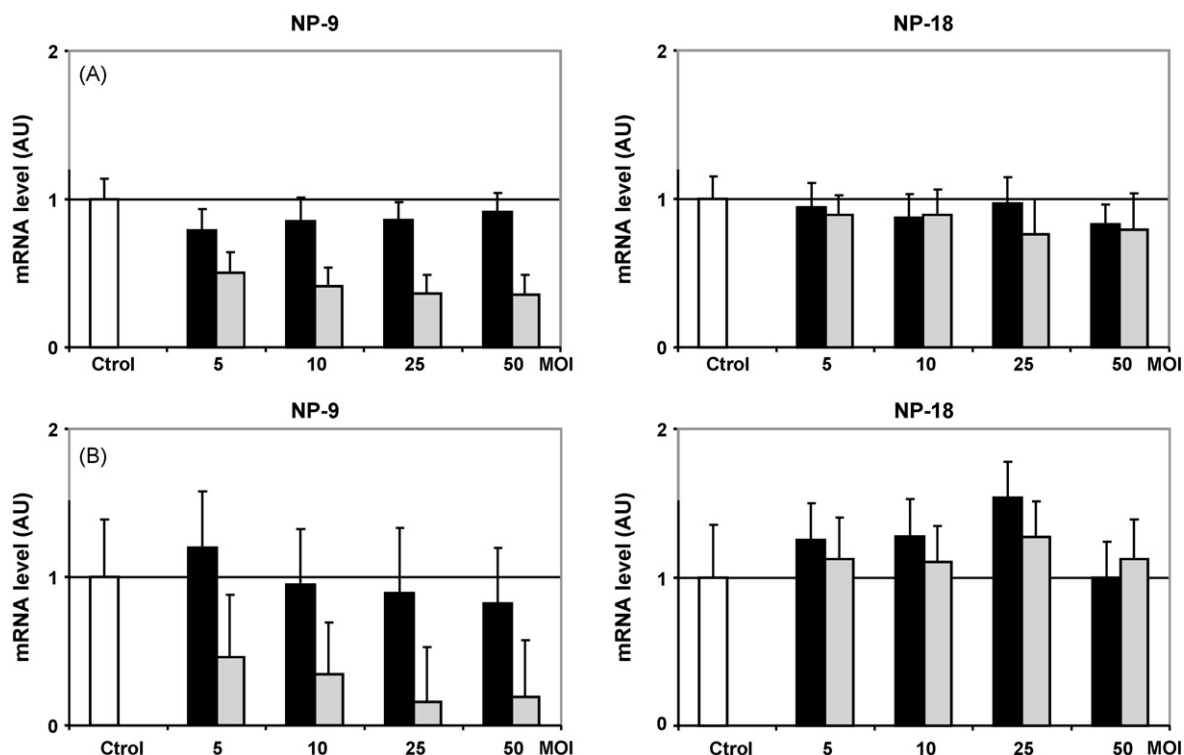 NP-9
NP-18
2
(A)
mRNA level (AU)
1
0
Ctrol 5 10 25 50 MOI
2
mRNA level (AU)
1
0
Ctrol 5 10 25 50 MOI
NP-9
NP-18
2
(B)
mRNA level (AU)
1
0
Ctrol 5 10 25 50 MOI
2
mRNA level (AU)
1
0
Ctrol 5 10 25 50 MOI